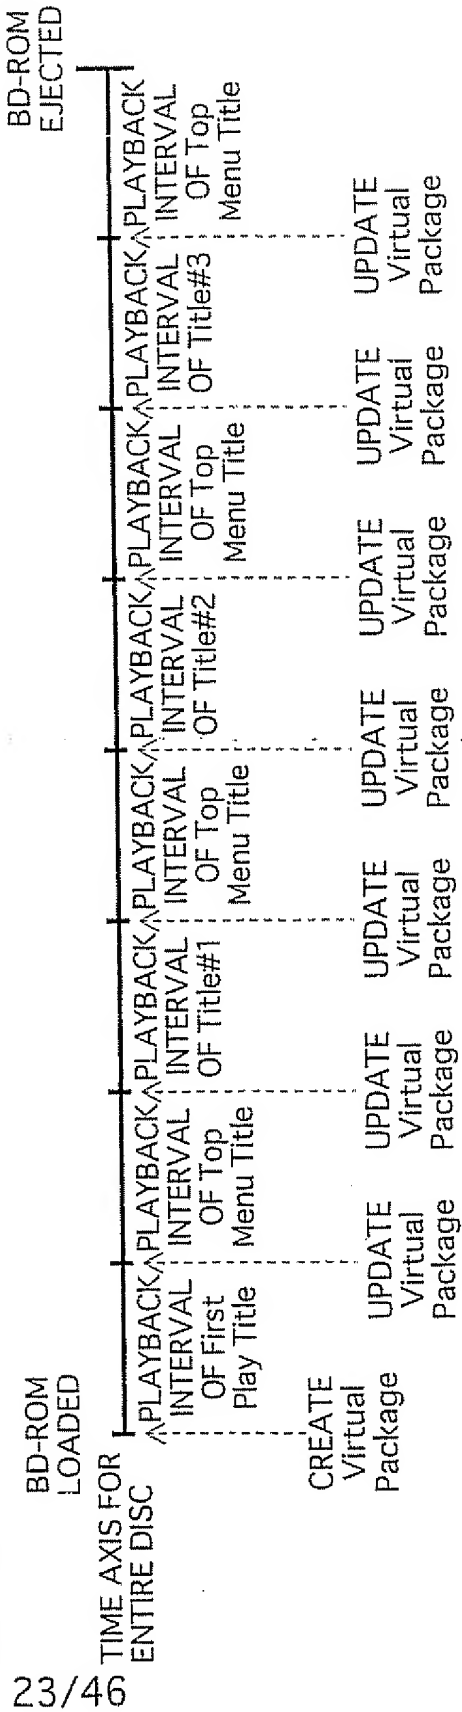 23/46
BD-ROM
LOADED
BD-ROM
EJECTED
TIME AXIS FOR
ENTIRE DISC
PLAYBACK
INTERVAL
OF First
Play Title
PLAYBACK
INTERVAL
OF Top
Menu Title
PLAYBACK
INTERVAL
OF Title#1
PLAYBACK
INTERVAL
OF Top
Menu Title
PLAYBACK
INTERVAL
OF Title#2
PLAYBACK
INTERVAL
OF Top
Menu Title
PLAYBACK
INTERVAL
OF Title#3
PLAYBACK
INTERVAL
OF Top
Menu Title
CREATE
Virtual
Package
UPDATE
Virtual
Package
UPDATE
Virtual
Package
UPDATE
Virtual
Package
UPDATE
Virtual
Package
UPDATE
Virtual
Package
UPDATE
Virtual
Package
UPDATE
Virtual
Package